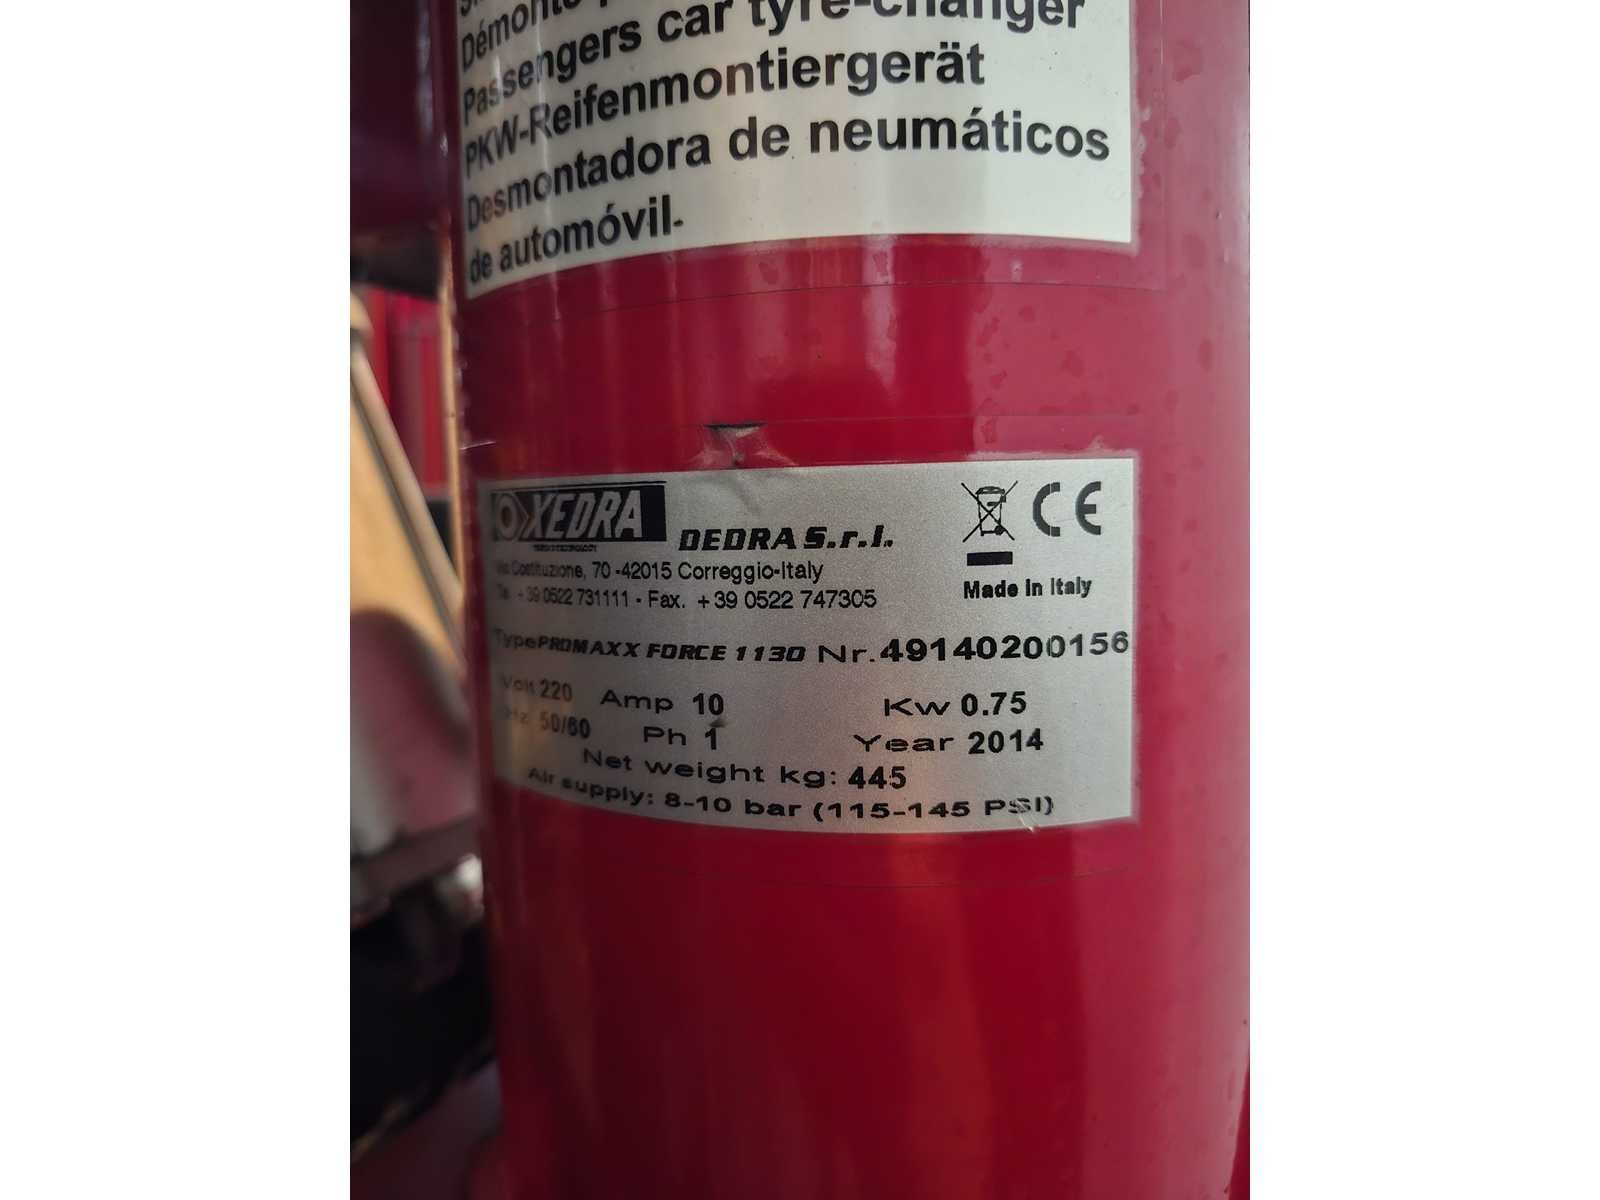 Démonte
Passengers car tyre-changer
PKW-Reifenmontiergerät
Desmontadora de neumáticos
de automóvil.
XEDRA
DEDRA S.r.l.
CE
Via Costituzione, 70 -42015 Correggio-Italy
Tel. +39 0522 731111 - Fax. +39 0522 747305
Made in Italy
Type PROMAXX FORCE 1130 Nr. 49140200156
Volt 220 Amp 10 Kw 0.75
Hz 50/60 Ph 1 Year 2014
Net weight kg: 445
Air supply: 8-10 bar (115-145 PSI)